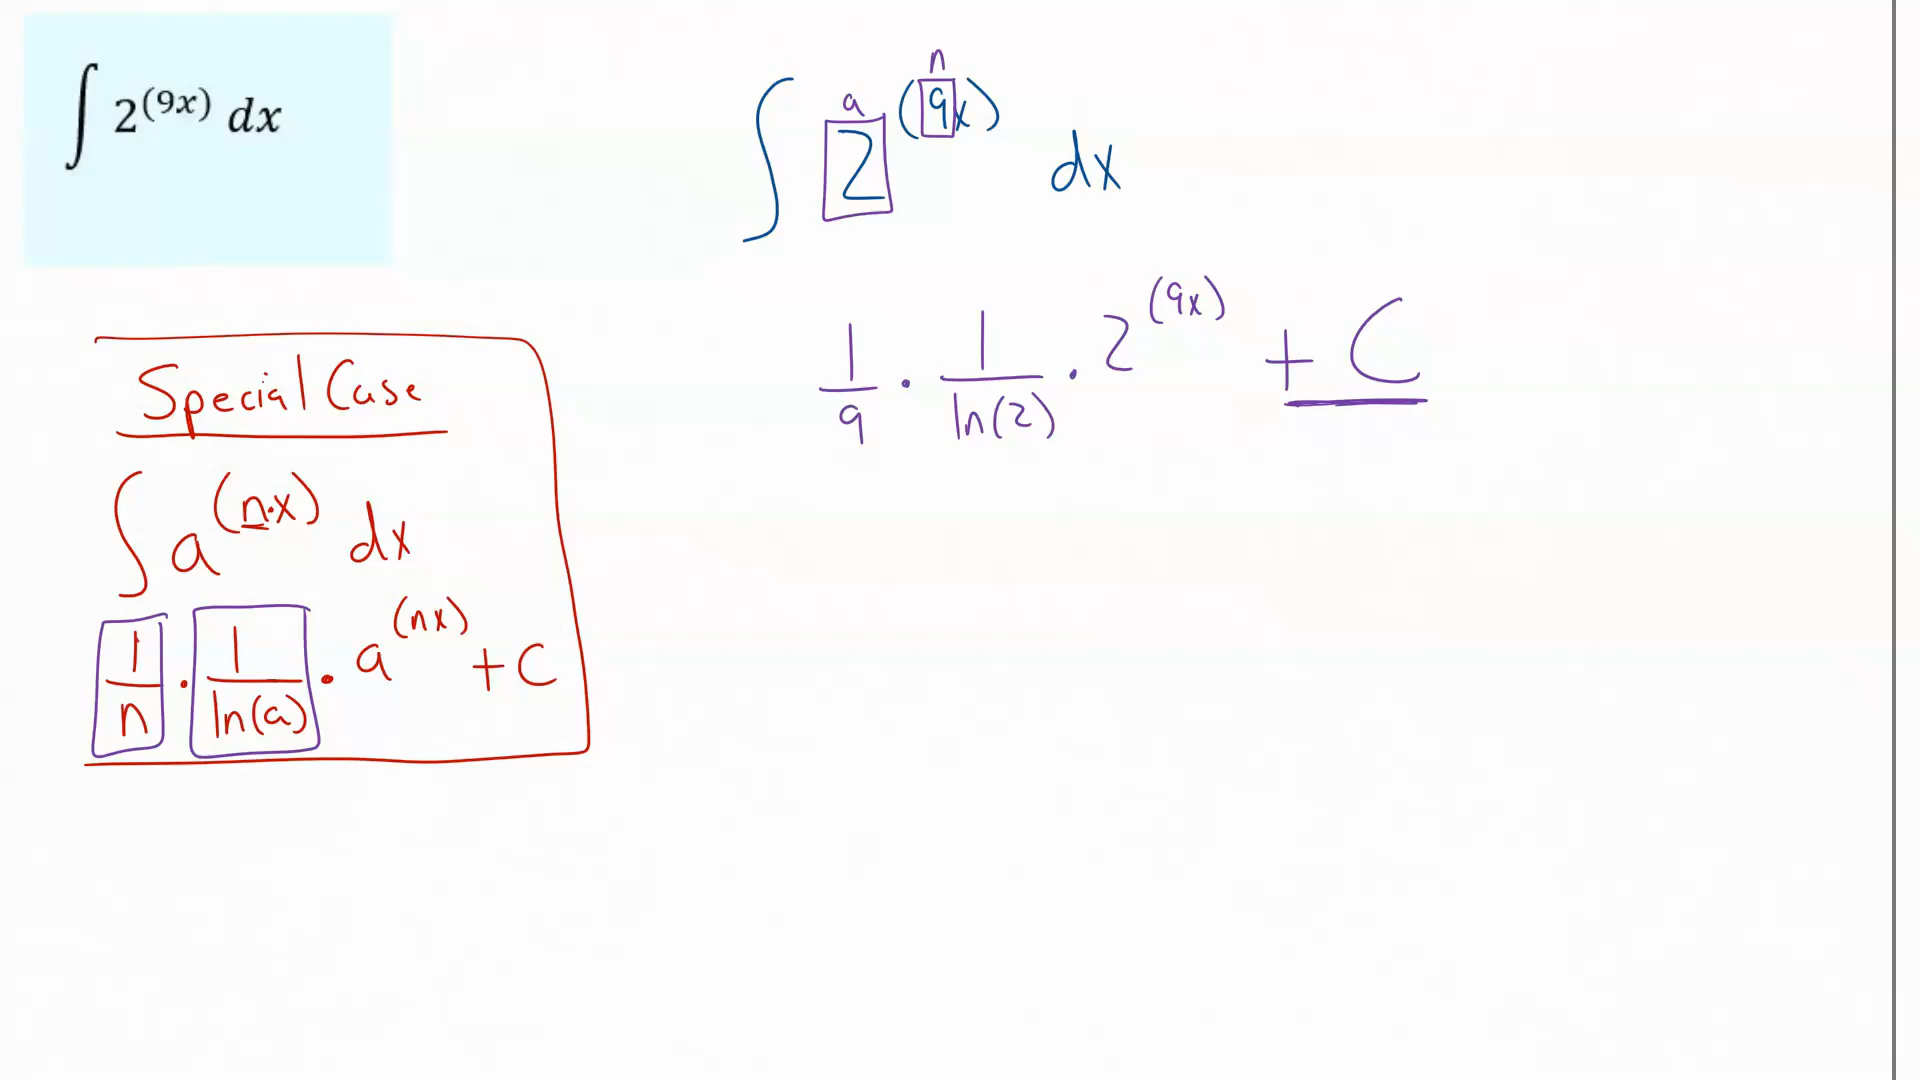 ∫ 2^(9x) dx
∫ 2^(9x) dx
a n
1/9 · 1/ln(2) · 2^(9x) + C
Special Case
∫ a^(n·x) dx
1/n · 1/ln(a) · a^(nx) + C